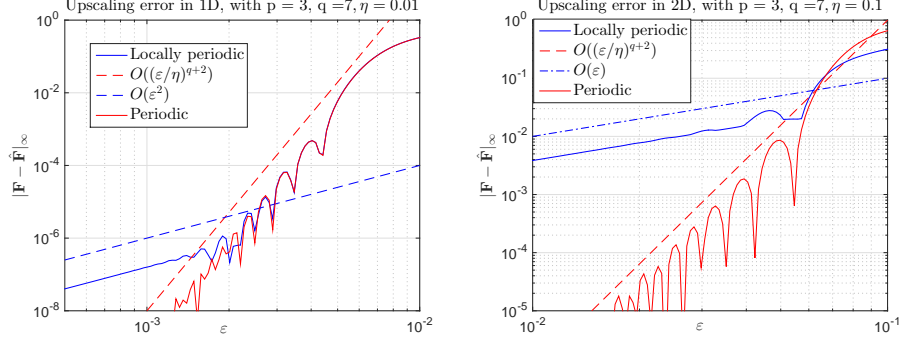 Upscaling error in 1D, with p = 3, q =7, η = 0.01
10^0
10^-2
10^-4
10^-6
10^-8
|F − F̂|∞
Locally periodic
O((ε/η)^{q+2})
O(ε^2)
Periodic
10^-3
10^-2
ε
Upscaling error in 2D, with p = 3, q =7, η = 0.1
10^0
10^-1
10^-2
10^-3
10^-4
10^-5
|F − F̂|∞
Locally periodic
O((ε/η)^{q+2})
O(ε)
Periodic
10^-2
10^-1
ε